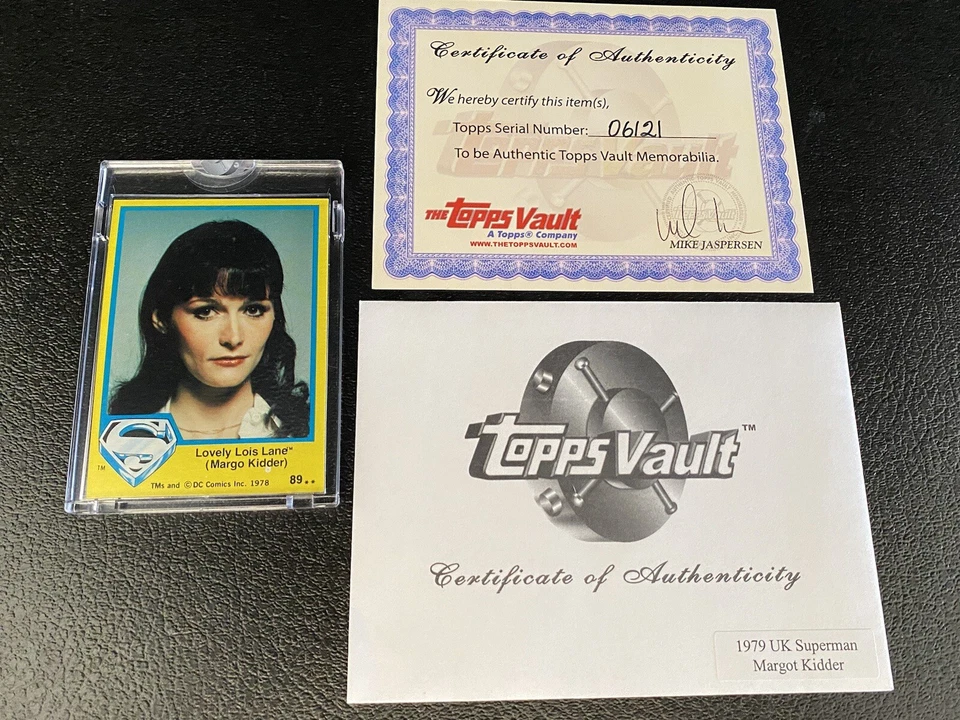 Lovely Lois Lane™
(Margo Kidder)
TM
TMs and ©DC Comics Inc. 1978
89**
Certificate of Authenticity
We hereby certify this item(s),
Topps Serial Number: 06121
To be Authentic Topps Vault Memorabilia.
THE Topps Vault
A Topps® Company
WWW.THETOPPSVAULT.COM
MIKE JASPERSEN
Topps Vault™
Certificate of Authenticity
1979 UK Superman
Margot Kidder